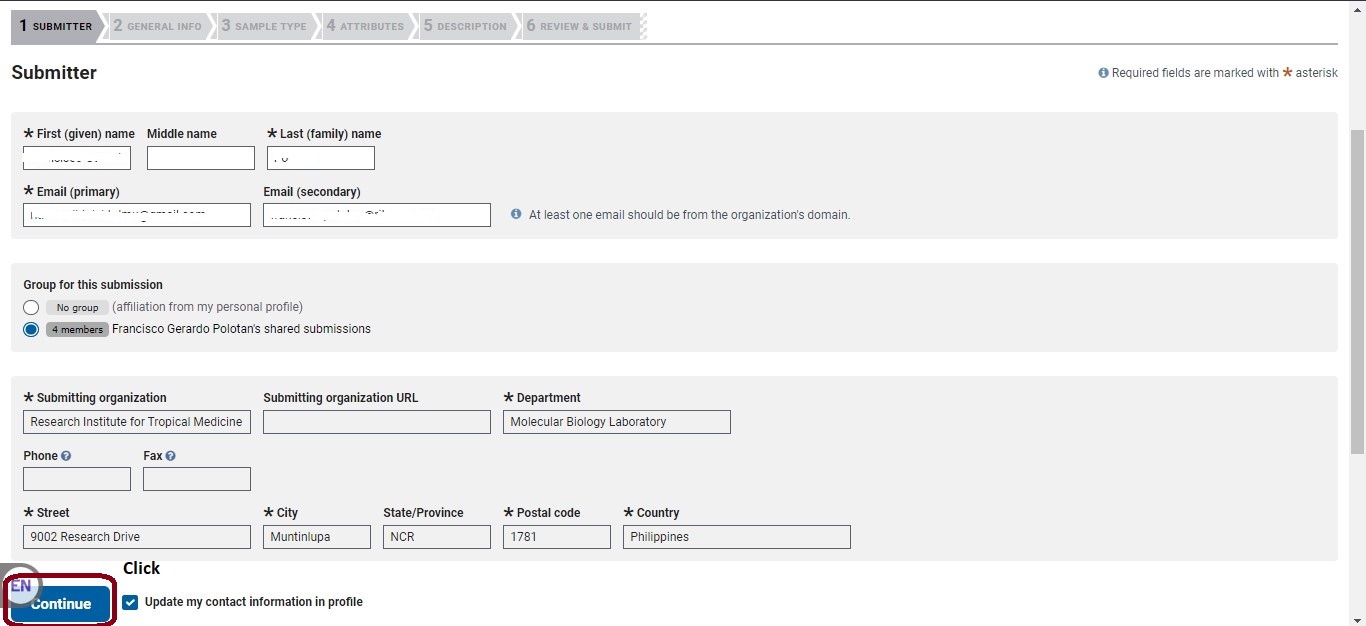 1 SUBMITTER 2 GENERAL INFO 3 SAMPLE TYPE 4 ATTRIBUTES 5 DESCRIPTION 6 REVIEW & SUBMIT
Submitter
Required fields are marked with * asterisk
* First (given) name Middle name * Last (family) name
* Email (primary) Email (secondary)
At least one email should be from the organization's domain.
Group for this submission
No group (affiliation from my personal profile)
4 members Francisco Gerardo Polotan's shared submissions
* Submitting organization Submitting organization URL * Department
Research Institute for Tropical Medicine Molecular Biology Laboratory
Phone Fax
* Street * City State/Province * Postal code * Country
9002 Research Drive Muntinlupa NCR 1781 Philippines
Click
EN
Continue Update my contact information in profile